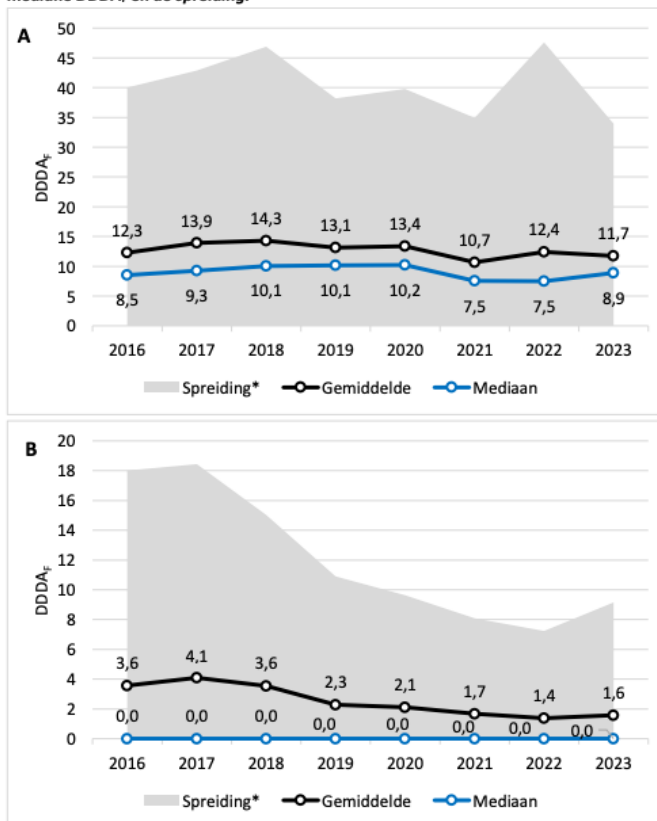 mediane DDDAF en de spreiding.
A
50
45
40
35
30
25
20
15
10
5
0
DDDAF
12,3 13,9 14,3 13,1 13,4 10,7 12,4 11,7
8,5 9,3 10,1 10,1 10,2 7,5 7,5 8,9
2016 2017 2018 2019 2020 2021 2022 2023
Spreiding* Gemiddelde Mediaan
B
20
18
16
14
12
10
8
6
4
2
0
DDDAF
3,6 4,1 3,6 2,3 2,1 1,7 1,4 1,6
0,0 0,0 0,0 0,0 0,0 0,0 0,0 0,0
2016 2017 2018 2019 2020 2021 2022 2023
Spreiding* Gemiddelde Mediaan